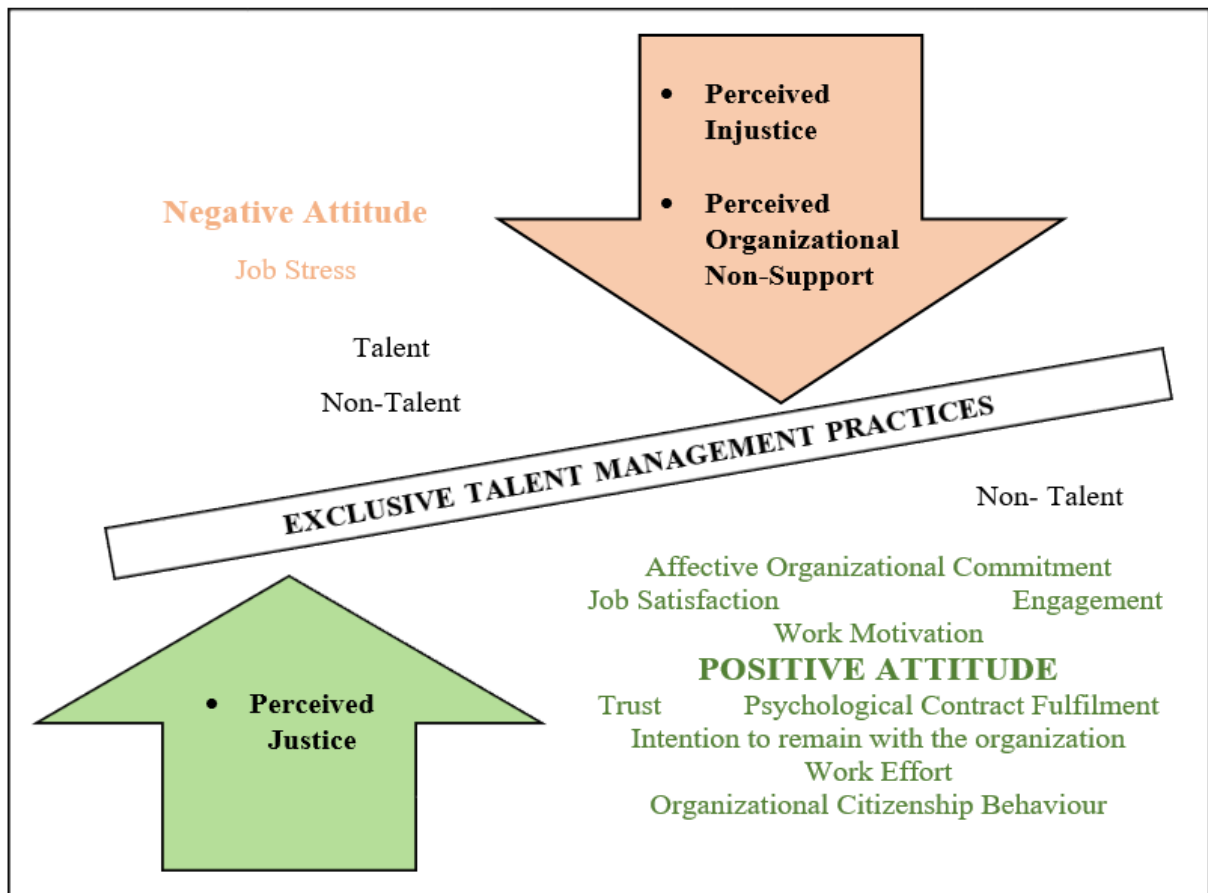 • Perceived
Injustice
• Perceived
Organizational
Non-Support
Negative Attitude
Job Stress
Talent
Non-Talent
EXCLUSIVE TALENT MANAGEMENT PRACTICES
Non- Talent
Affective Organizational Commitment
Job Satisfaction Engagement
Work Motivation
POSITIVE ATTITUDE
Trust Psychological Contract Fulfilment
Intention to remain with the organization
Work Effort
Organizational Citizenship Behaviour
• Perceived
Justice